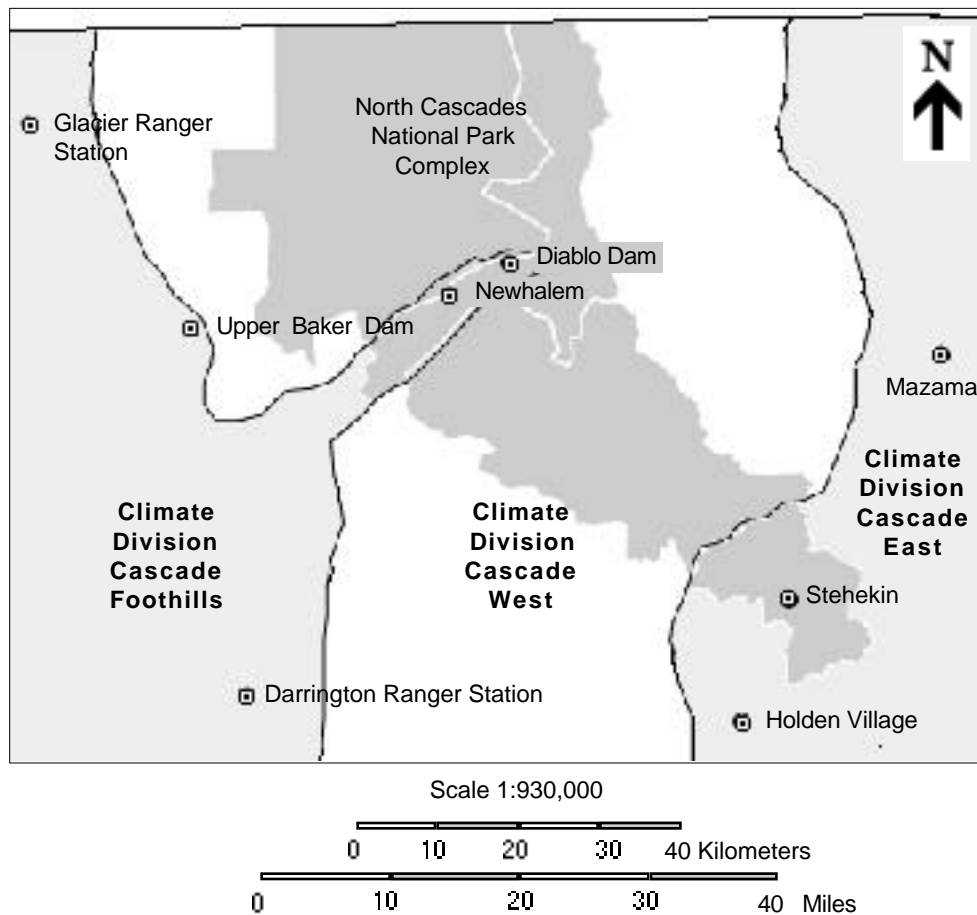 N
North Cascades
National Park
Complex
Glacier Ranger
Station
Diablo Dam
Newhalem
Upper Baker Dam
Mazama
Climate
Division
Cascade
Foothills
Climate
Division
Cascade
West
Climate
Division
Cascade
East
Stehekin
Darrington Ranger Station
Holden Village
Scale 1:930,000
0 10 20 30 40 Kilometers
0 10 20 30 40 Miles